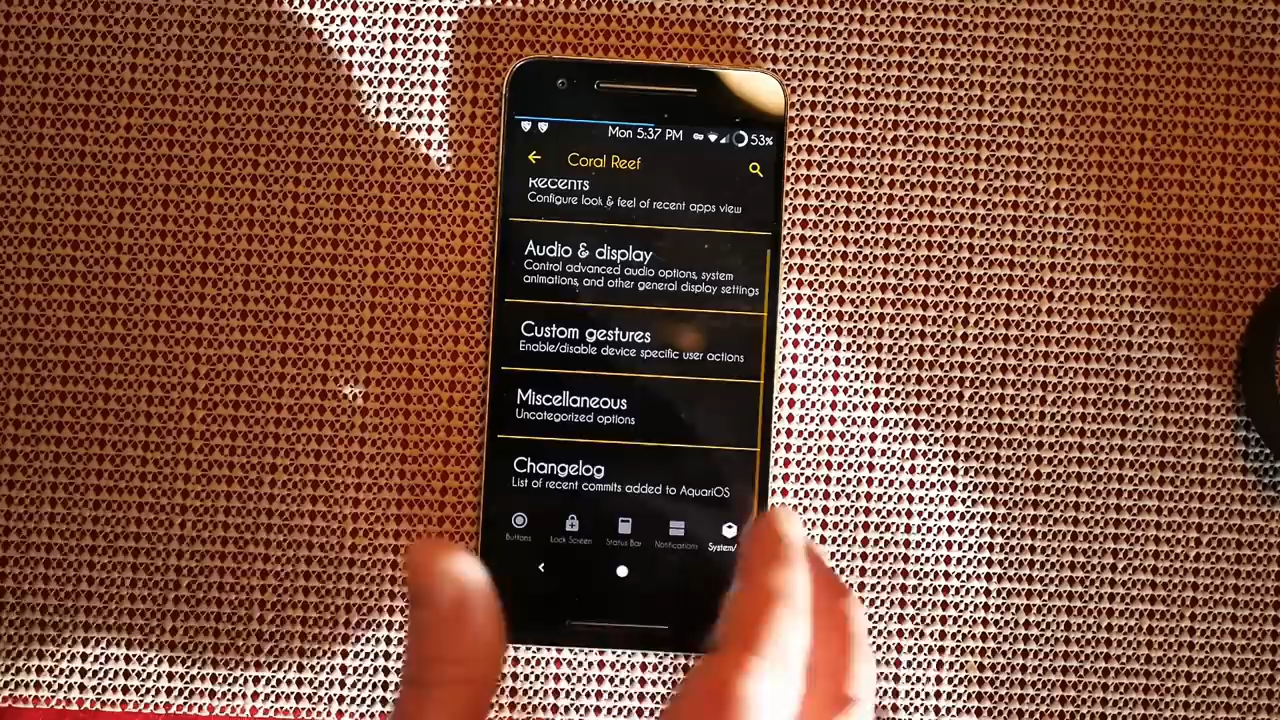 Mon 5:37 PM 53%
Coral Reef
Recents
Configure look & feel of recent apps view
Audio & display
Control advanced audio options, system
animations, and other general display settings
Custom gestures
Enable/disable device specific user actions
Miscellaneous
Uncategorized options
Changelog
List of recent commits added to AquariOS
Buttons Lock Screen Status Bar Notifications System/